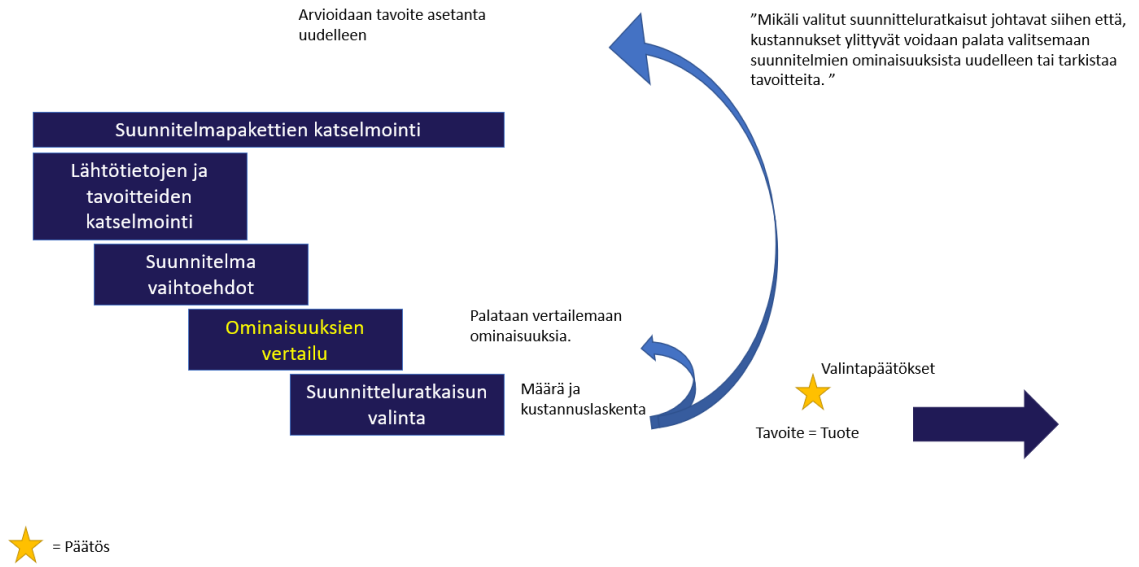 Arvioidaan tavoite asetanta
uudelleen
”Mikäli valitut suunnitteluratkaisut johtavat siihen että,
kustannukset ylittyvät voidaan palata valitsemaan
suunnitelmien ominaisuuksista uudelleen tai tarkistaa
tavoitteita. ”
Suunnitelmapakettien katselmointi
Lähtötietojen ja
tavoitteiden
katselmointi
Suunnitelma
vaihtoehdot
Ominaisuuksien
vertailu
Palataan vertailemaan
ominaisuuksia.
Suunnitteluratkaisun
valinta
Määrä ja
kustannuslaskenta
Valintapäätökset
Tavoite = Tuote
= Päätös